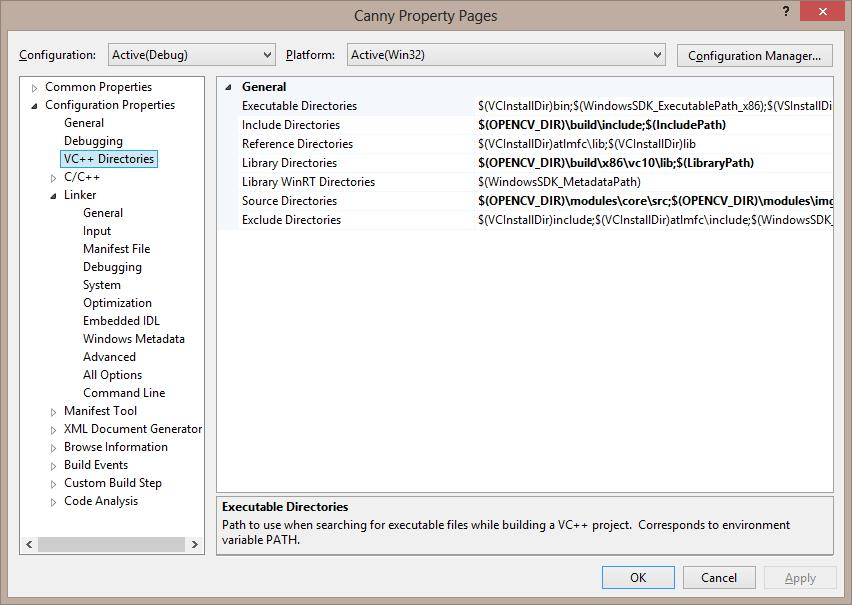 Canny Property Pages
?
Configuration: Active(Debug) Platform: Active(Win32) Configuration Manager...
Common Properties
Configuration Properties
General
Debugging
VC++ Directories
C/C++
Linker
General
Input
Manifest File
Debugging
System
Optimization
Embedded IDL
Windows Metadata
Advanced
All Options
Command Line
Manifest Tool
XML Document Generator
Browse Information
Build Events
Custom Build Step
Code Analysis
General
Executable Directories $(VCInstallDir)bin;$(WindowsSDK_ExecutablePath_x86);$(VSInstallDi
Include Directories $(OPENCV_DIR)\build\include;$(IncludePath)
Reference Directories $(VCInstallDir)atlmfc\lib;$(VCInstallDir)lib
Library Directories $(OPENCV_DIR)\build\x86\vc10\lib;$(LibraryPath)
Library WinRT Directories $(WindowsSDK_MetadataPath)
Source Directories $(OPENCV_DIR)\modules\core\src;$(OPENCV_DIR)\modules\img
Exclude Directories $(VCInstallDir)include;$(VCInstallDir)atlmfc\include;$(WindowsSDK_
Executable Directories
Path to use when searching for executable files while building a VC++ project. Corresponds to environment
variable PATH.
OK Cancel Apply